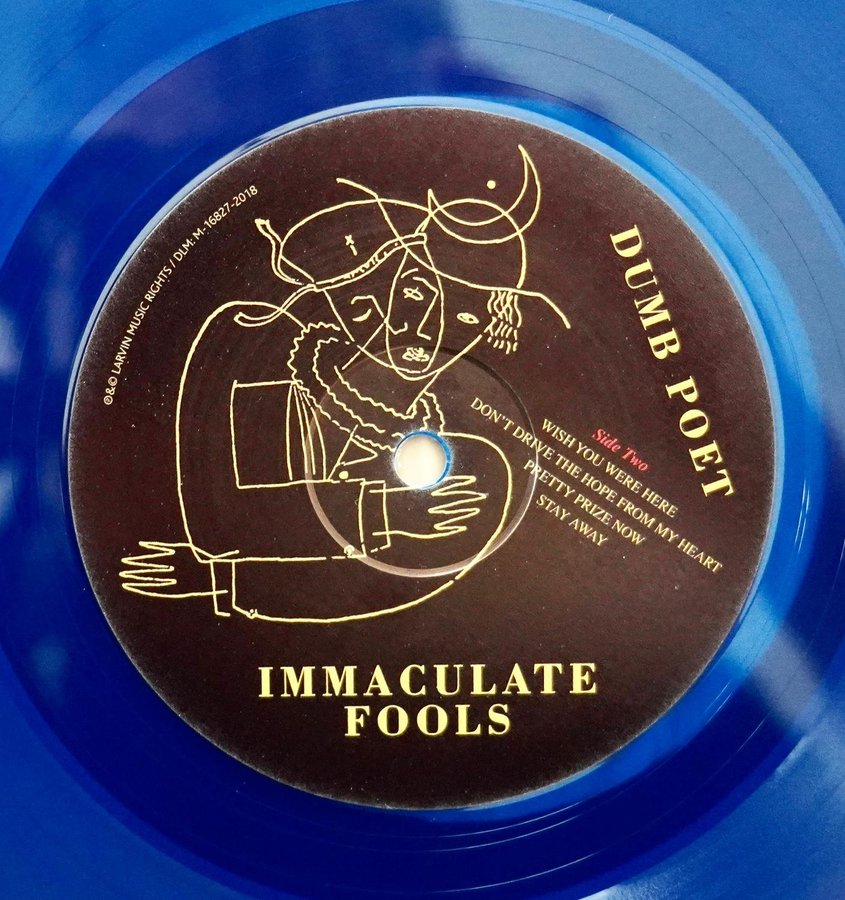 ℗&© LARVIN MUSIC RIGHTS / DLM: M-16827-2018
DUMB POET
Side Two
WISH YOU WERE HERE
DON'T DRIVE THE HOPE FROM MY HEART
PRETTY PRIZE NOW
STAY AWAY
IMMACULATE
FOOLS